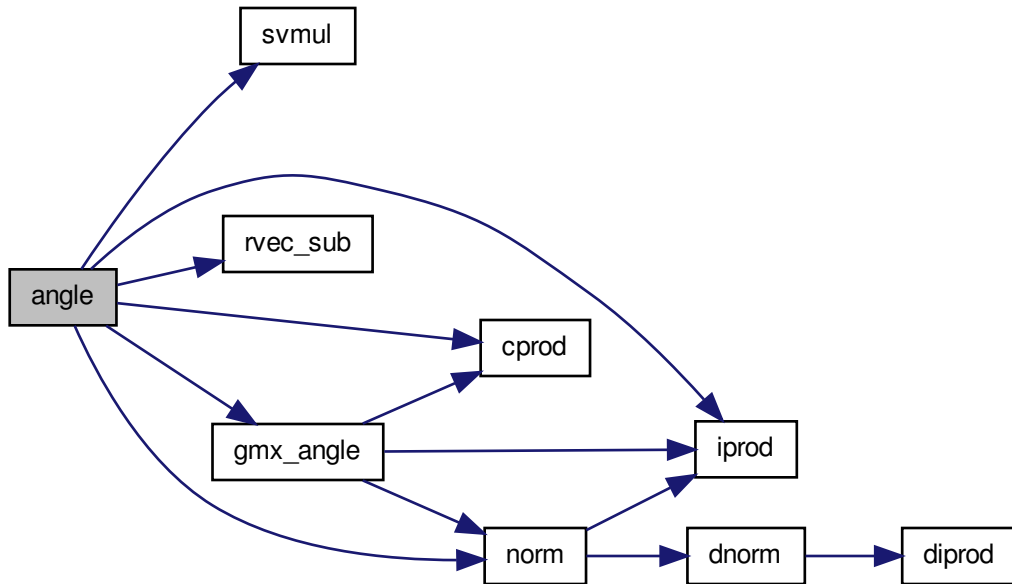 svmul
rvec_sub
angle
cprod
gmx_angle
iprod
norm
dnorm
diprod